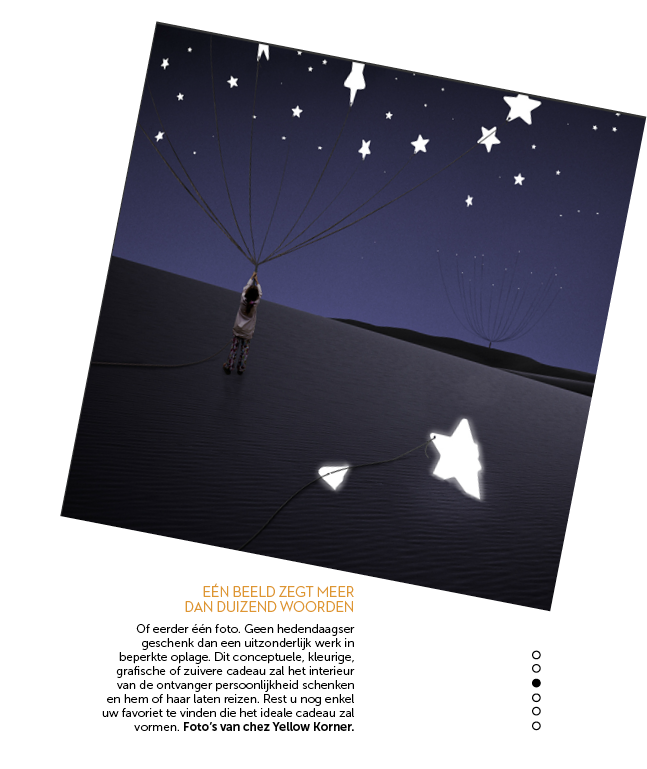 EÉN BEELD ZEGT MEER
DAN DUIZEND WOORDEN
Of eerder één foto. Geen hedendaagser
geschenk dan een uitzonderlijk werk in
beperkte oplage. Dit conceptuele, kleurige,
grafische of zuivere cadeau zal het interieur
van de ontvanger persoonlijkheid schenken
en hem of haar laten reizen. Rest u nog enkel
uw favoriet te vinden die het ideale cadeau zal
vormen. Foto's van chez Yellow Korner.